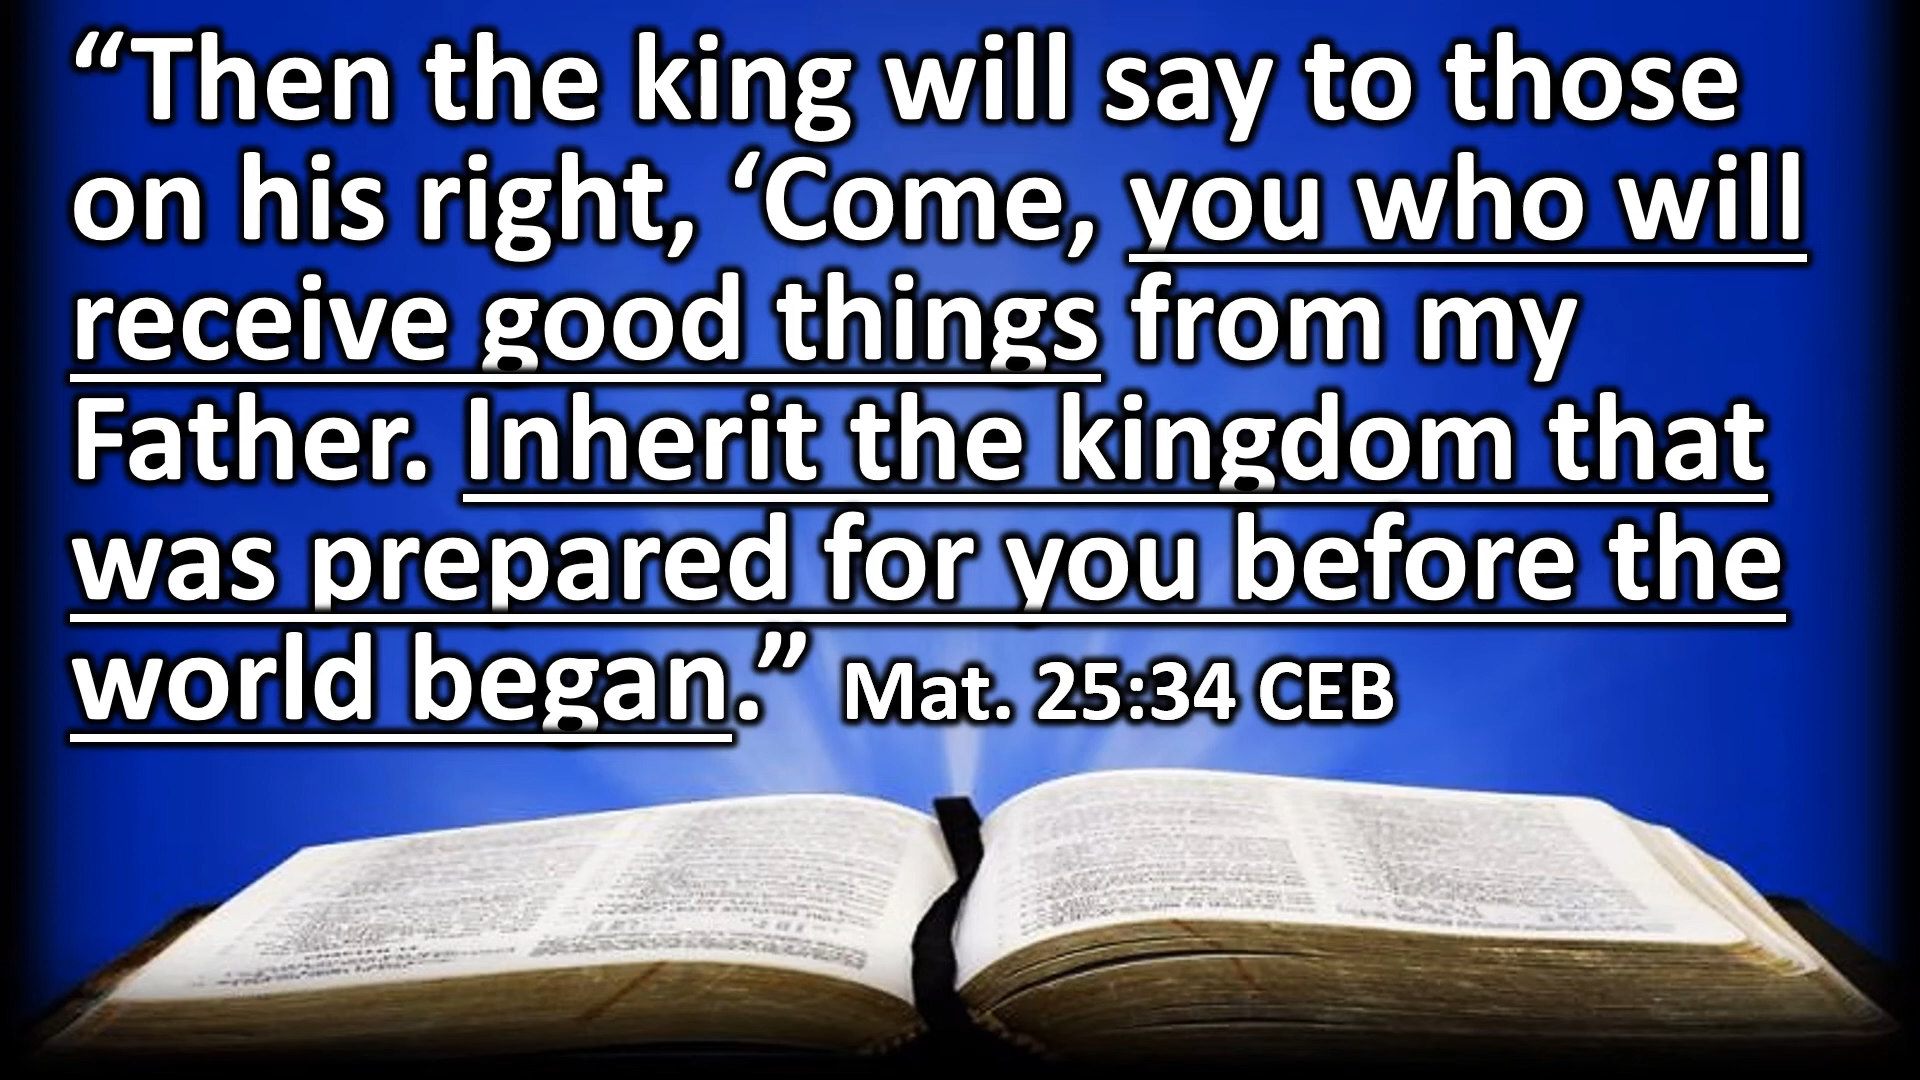 “Then the king will say to those
on his right, ‘Come, you who will
receive good things from my
Father. Inherit the kingdom that
was prepared for you before the
world began.” Mat. 25:34 CEB